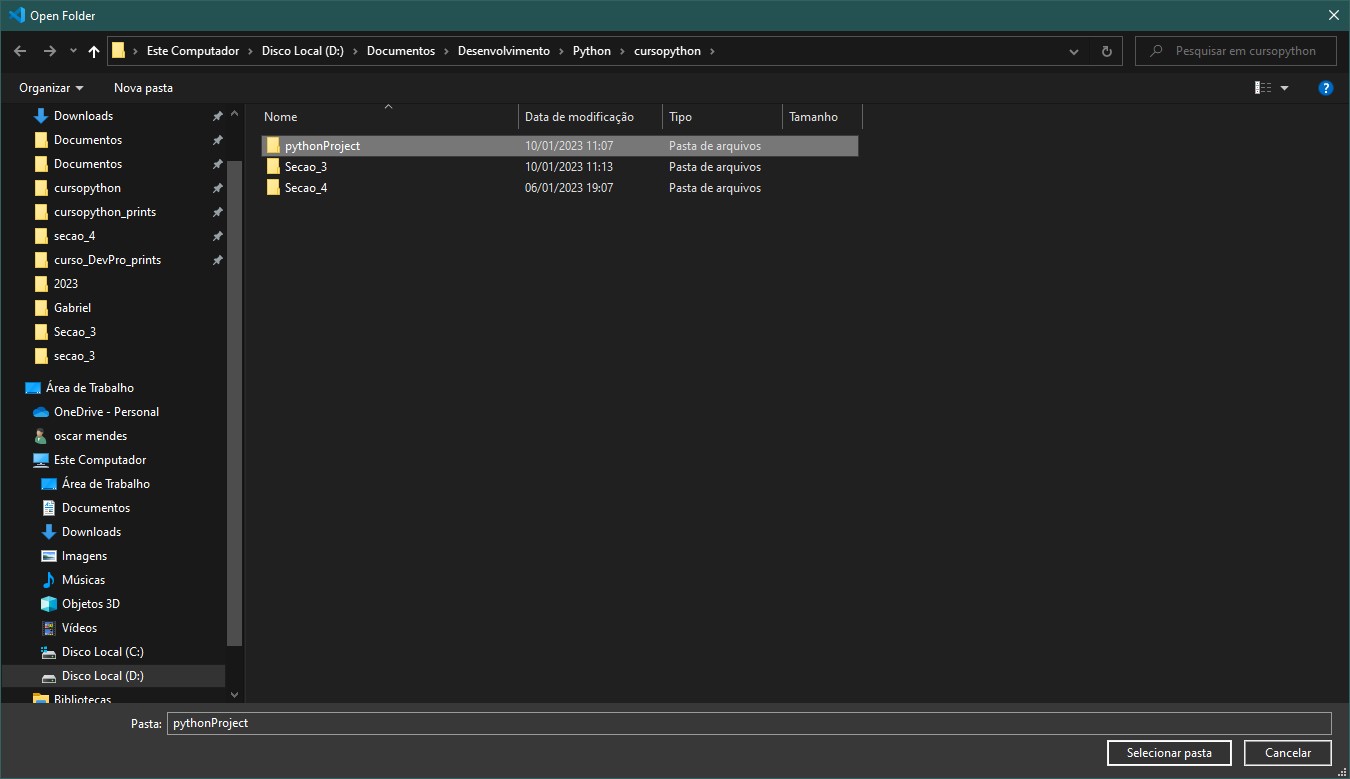 Open Folder
Este Computador > Disco Local (D:) > Documentos > Desenvolvimento > Python > cursopython >
Pesquisar em cursopython
Organizar
Nova pasta
Downloads
Documentos
Documentos
cursopython
cursopython_prints
secao_4
curso_DevPro_prints
2023
Gabriel
Secao_3
secao_3
Área de Trabalho
OneDrive - Personal
oscar mendes
Este Computador
Área de Trabalho
Documentos
Downloads
Imagens
Músicas
Objetos 3D
Vídeos
Disco Local (C:)
Disco Local (D:)
Bibliotecas
Nome Data de modificação Tipo Tamanho
pythonProject 10/01/2023 11:07 Pasta de arquivos
Secao_3 10/01/2023 11:13 Pasta de arquivos
Secao_4 06/01/2023 19:07 Pasta de arquivos
Pasta: pythonProject
Selecionar pasta
Cancelar